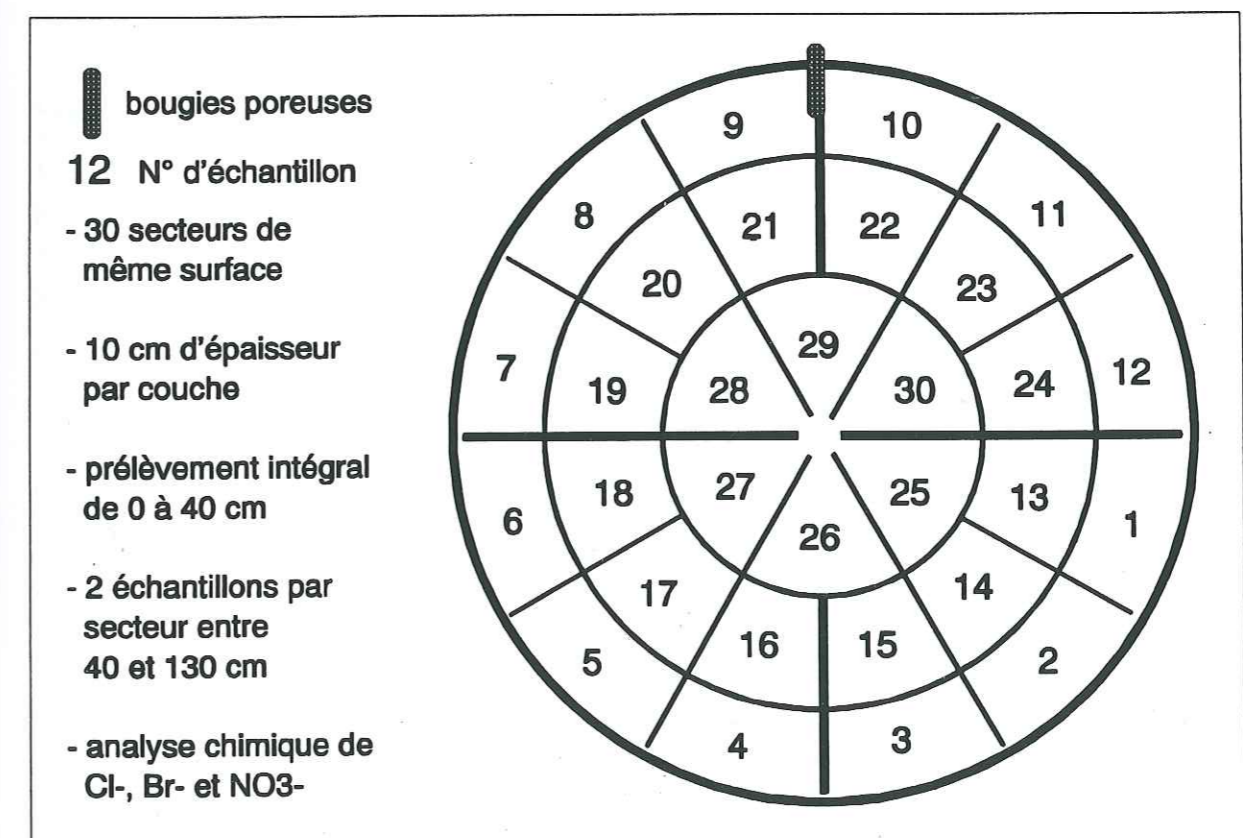 bougies poreuses
12 N° d'échantillon
- 30 secteurs de
même surface
- 10 cm d'épaisseur
par couche
- prélèvement intégral
de 0 à 40 cm
- 2 échantillons par
secteur entre
40 et 130 cm
- analyse chimique de
Cl-, Br- et NO3-
9
10
8
11
21
22
20
23
29
7
12
19
24
28
30
18
13
27
25
6
1
26
17
14
16
15
5
2
4
3